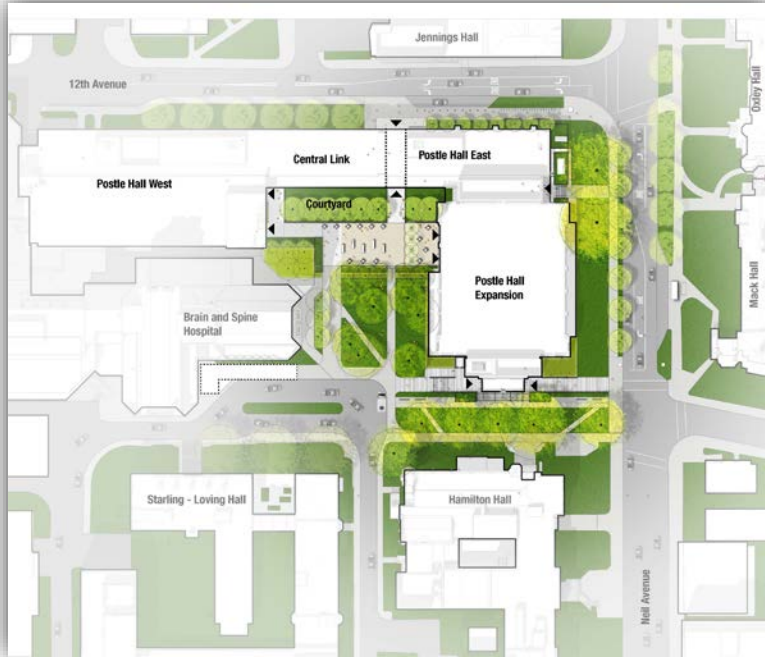 Jennings Hall
12th Avenue
Oxley Hall
Central Link
Postle Hall East
Postle Hall West
Courtyard
Postle Hall
Expansion
Mack Hall
Brain and Spine
Hospital
Starling - Loving Hall
Hamilton Hall
Neil Avenue